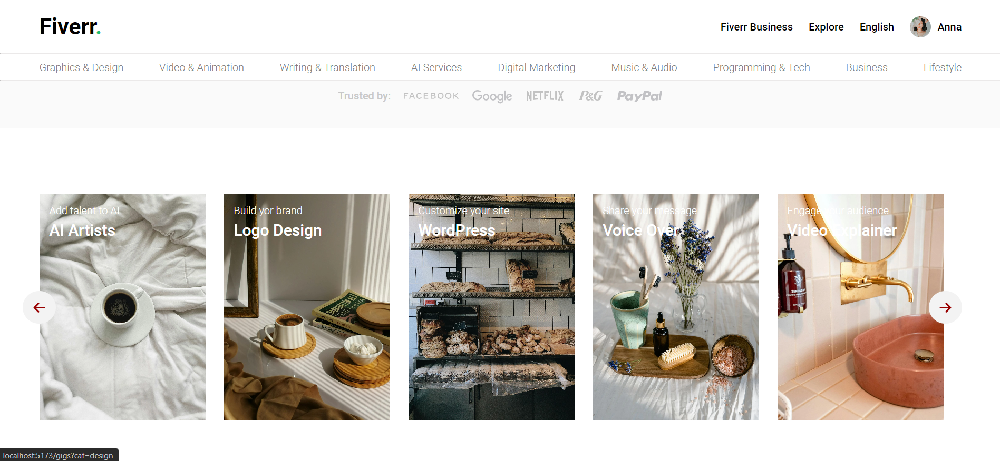 Fiverr.
Fiverr Business Explore English Anna
Graphics & Design Video & Animation Writing & Translation AI Services Digital Marketing Music & Audio Programming & Tech Business Lifestyle
Trusted by: FACEBOOK Google NETFLIX P&G PayPal
Add talent to AI
AI Artists
Build yor brand
Logo Design
Customize your site
WordPress
Share your message
Voice Over
Engage your audience
Video Explainer
SABAHATTIN ALI
localhost:5173/gigs?cat=design